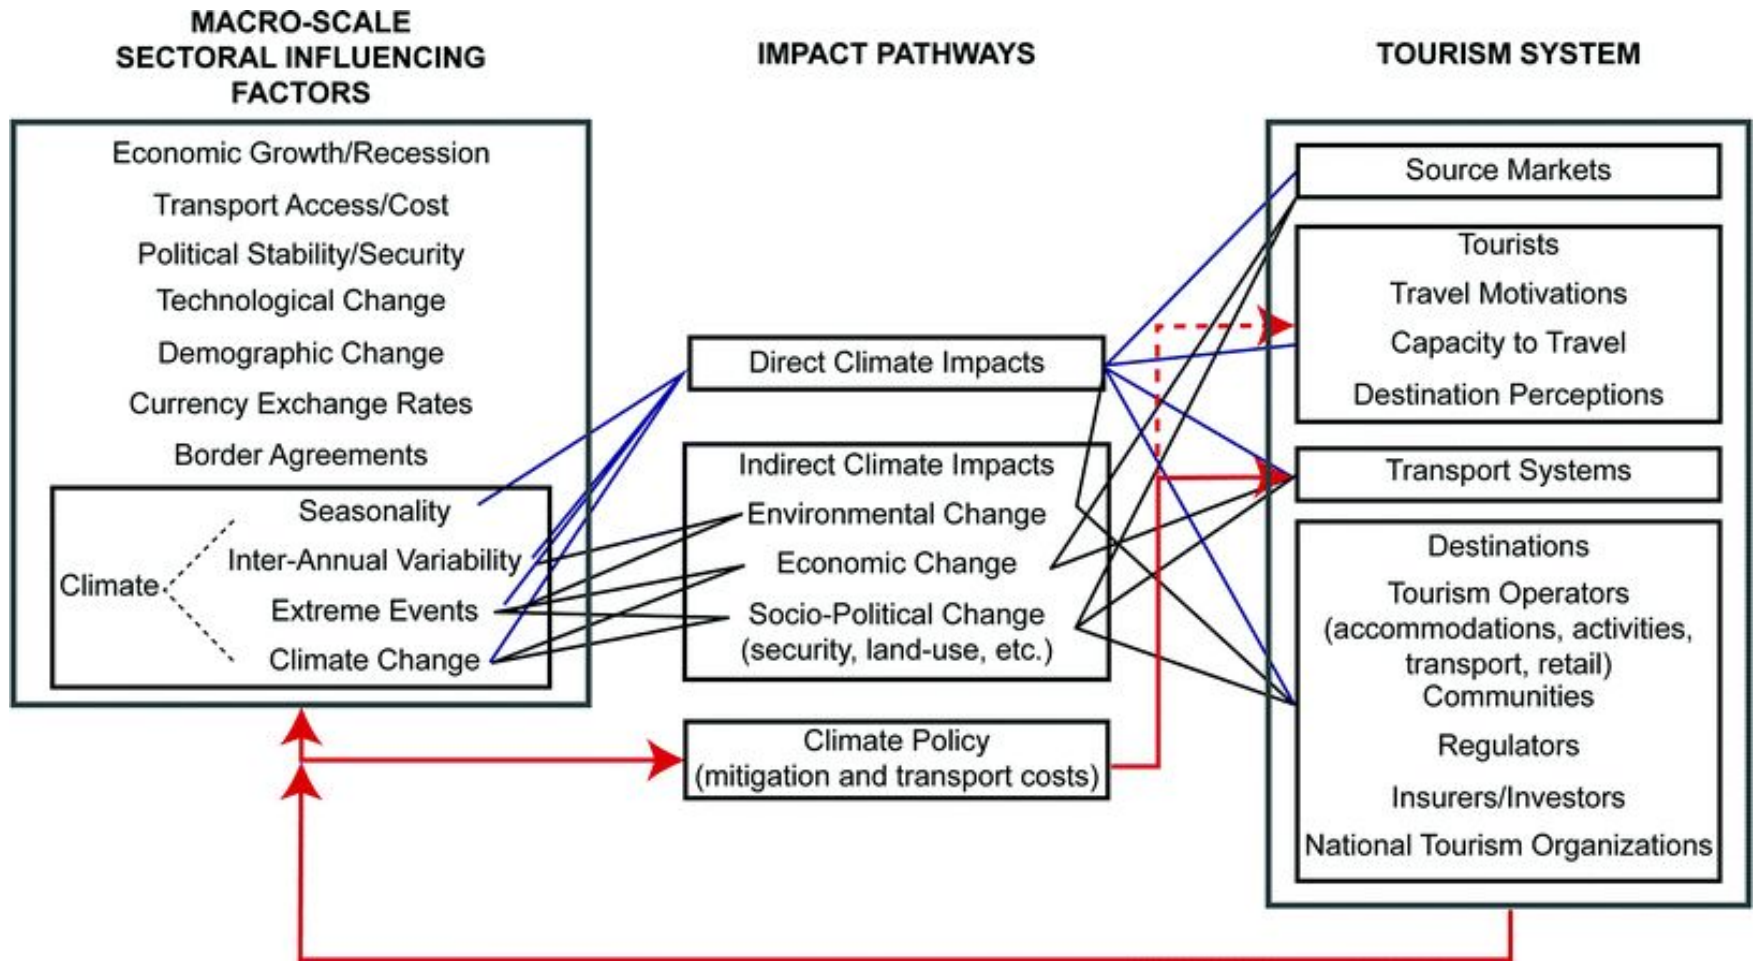 MACRO-SCALE
SECTORAL INFLUENCING
FACTORS
Economic Growth/Recession
Transport Access/Cost
Political Stability/Security
Technological Change
Demographic Change
Currency Exchange Rates
Border Agreements
Climate
Seasonality
Inter-Annual Variability
Extreme Events
Climate Change
IMPACT PATHWAYS
Direct Climate Impacts
Indirect Climate Impacts
Environmental Change
Economic Change
Socio-Political Change
(security, land-use, etc.)
Climate Policy
(mitigation and transport costs)
TOURISM SYSTEM
Source Markets
Tourists
Travel Motivations
Capacity to Travel
Destination Perceptions
Transport Systems
Destinations
Tourism Operators
(accommodations, activities,
transport, retail)
Communities
Regulators
Insurers/Investors
National Tourism Organizations